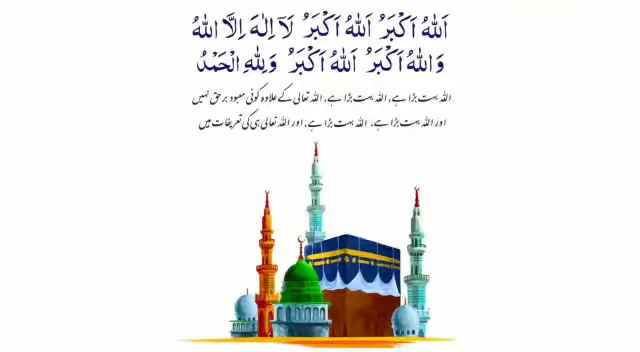 اَللّٰهُ اَكْبَرُ اَللّٰهُ اَكْبَرُ لَآ اِلٰهَ اِلَّا اللّٰهُ
وَاللّٰهُ اَكْبَرُ اَللّٰهُ اَكْبَرُ وَلِلّٰهِ الْحَمْدُ
اللہ بہت بڑا ہے، اللہ بہت بڑا ہے، اللہ تعالی کے علاوہ کوئی معبود برحق نہیں
اور اللہ بہت بڑا ہے، اللہ بہت بڑا ہے، اور اللہ تعالی ہی کی تعریفات ہیں